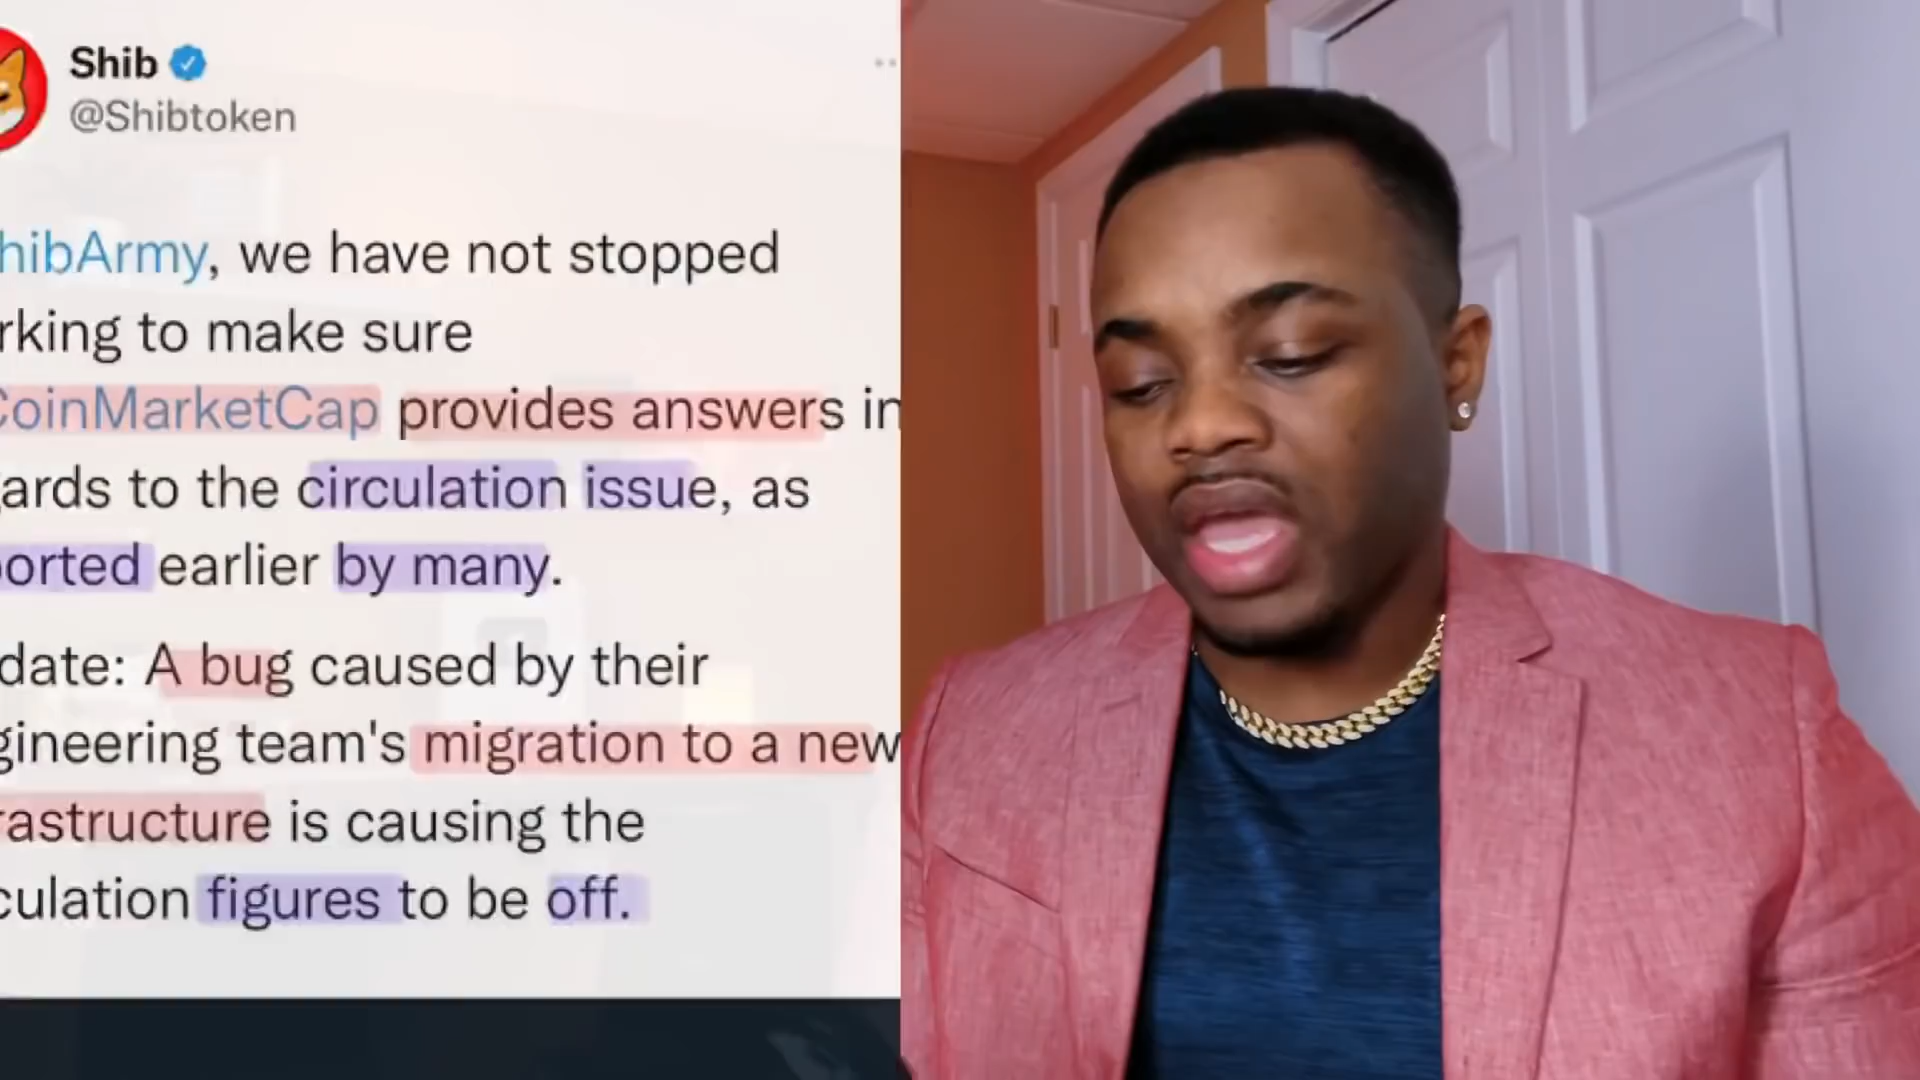 Shib
@Shibtoken
hibArmy, we have not stopped
rking to make sure
CoinMarketCap provides answers in
ards to the circulation issue, as
orted earlier by many.
date: A bug caused by their
gineering team's migration to a new
rastructure is causing the
culation figures to be off.